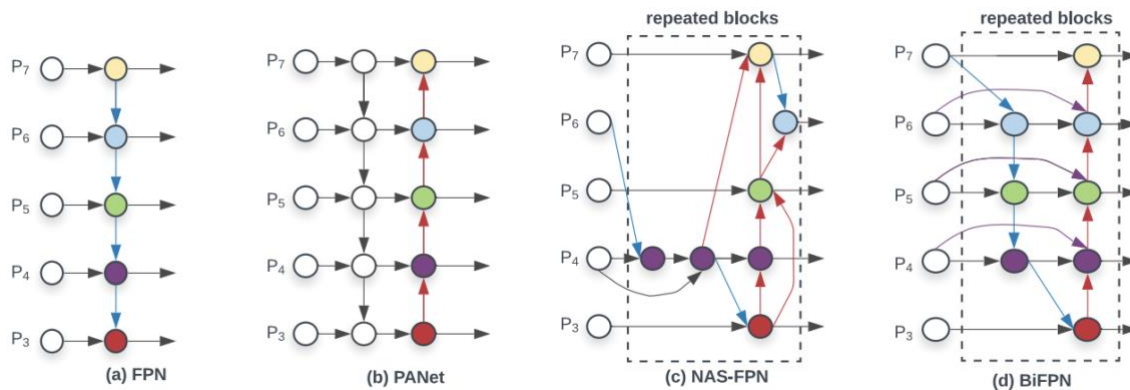 repeated blocks
repeated blocks
P7
P6
P5
P4
P3
P7
P6
P5
P4
P3
P7
P6
P5
P4
P3
P7
P6
P5
P4
P3
(a) FPN
(b) PANet
(c) NAS-FPN
(d) BiFPN